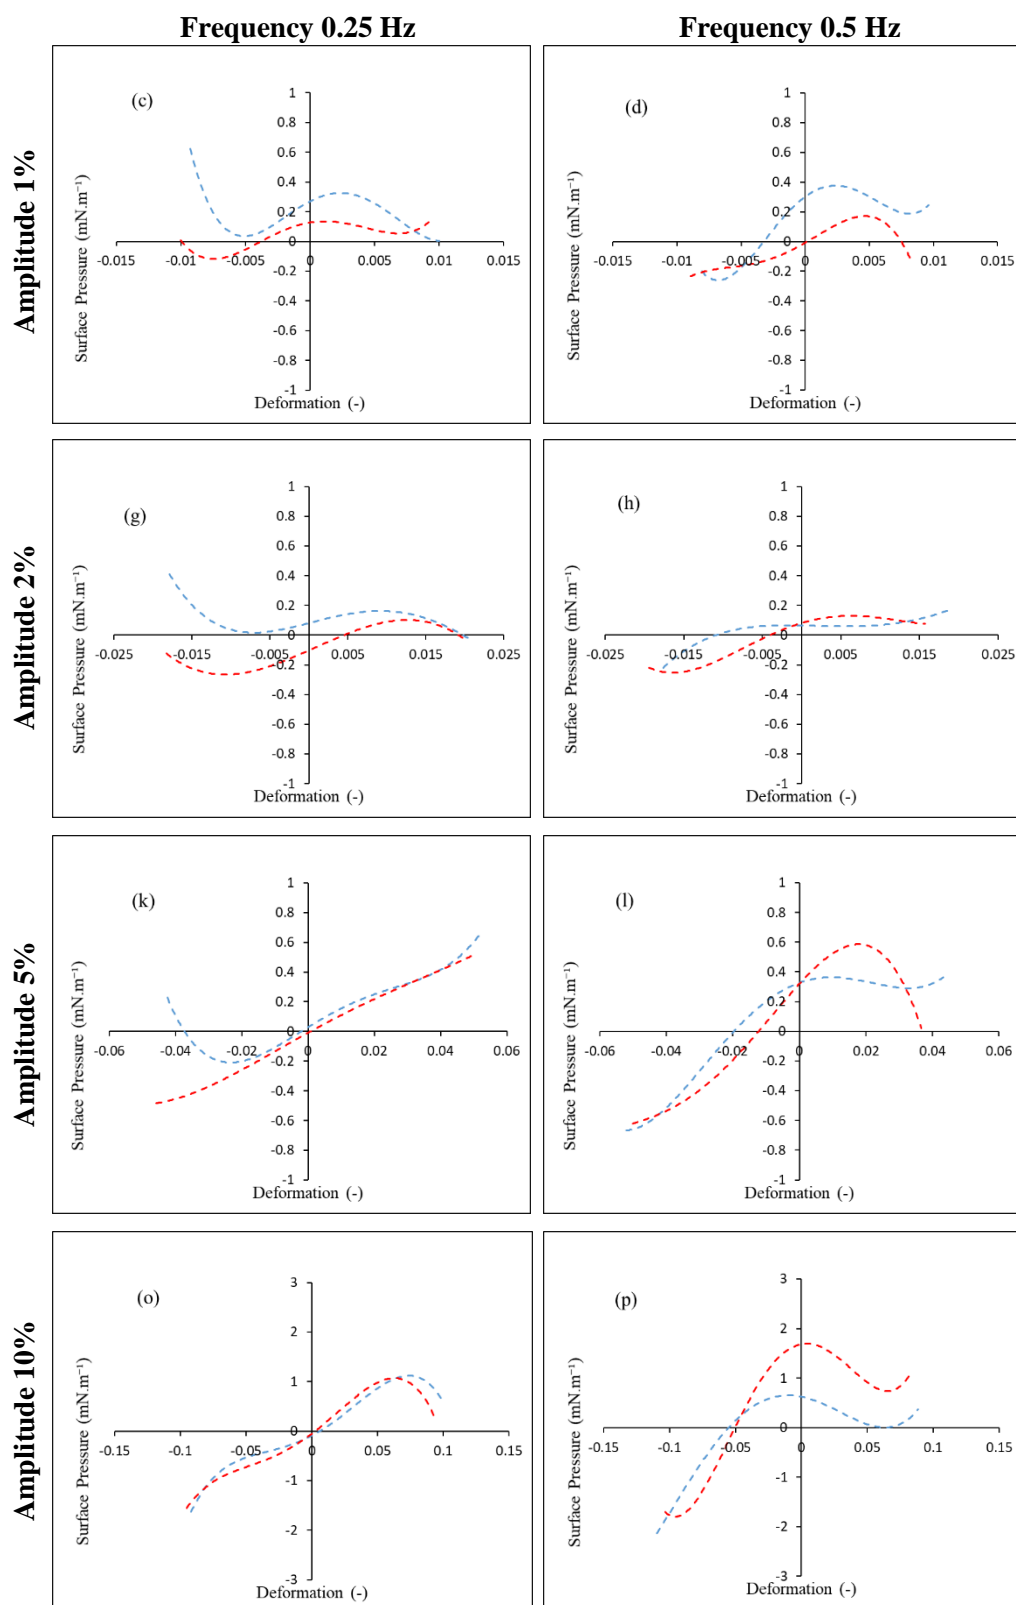 Frequency 0.25 Hz
Frequency 0.5 Hz
Amplitude 1%
(c)
Surface Pressure (mN.m⁻¹)
1
0.8
0.6
0.4
0.2
0
-0.2
-0.4
-0.6
-0.8
-1
-0.015 -0.01 -0.005 0 0.005 0.01 0.015
Deformation (-)
(d)
Surface Pressure (mN.m⁻¹)
1
0.8
0.6
0.4
0.2
0
-0.2
-0.4
-0.6
-0.8
-1
-0.015 -0.01 -0.005 0 0.005 0.01 0.015
Deformation (-)
Amplitude 2%
(g)
Surface Pressure (mN.m⁻¹)
1
0.8
0.6
0.4
0.2
0
-0.2
-0.4
-0.6
-0.8
-1
-0.025 -0.015 -0.005 0.005 0.015 0.025
Deformation (-)
(h)
Surface Pressure (mN.m⁻¹)
1
0.8
0.6
0.4
0.2
0
-0.2
-0.4
-0.6
-0.8
-1
-0.025 -0.015 -0.005 0.005 0.015 0.025
Deformation (-)
Amplitude 5%
(k)
Surface Pressure (mN.m⁻¹)
1
0.8
0.6
0.4
0.2
0
-0.2
-0.4
-0.6
-0.8
-1
-0.06 -0.04 -0.02 0 0.02 0.04 0.06
Deformation (-)
(l)
Surface Pressure (mN.m⁻¹)
1
0.8
0.6
0.4
0.2
0
-0.2
-0.4
-0.6
-0.8
-1
-0.06 -0.04 -0.02 0 0.02 0.04 0.06
Deformation (-)
Amplitude 10%
(o)
Surface Pressure (mN.m⁻¹)
3
2
1
0
-1
-2
-3
-0.15 -0.1 -0.05 0 0.05 0.1 0.15
Deformation (-)
(p)
Surface Pressure (mN.m⁻¹)
3
2
1
0
-1
-2
-3
-0.15 -0.1 -0.05 0 0.05 0.1 0.15
Deformation (-)